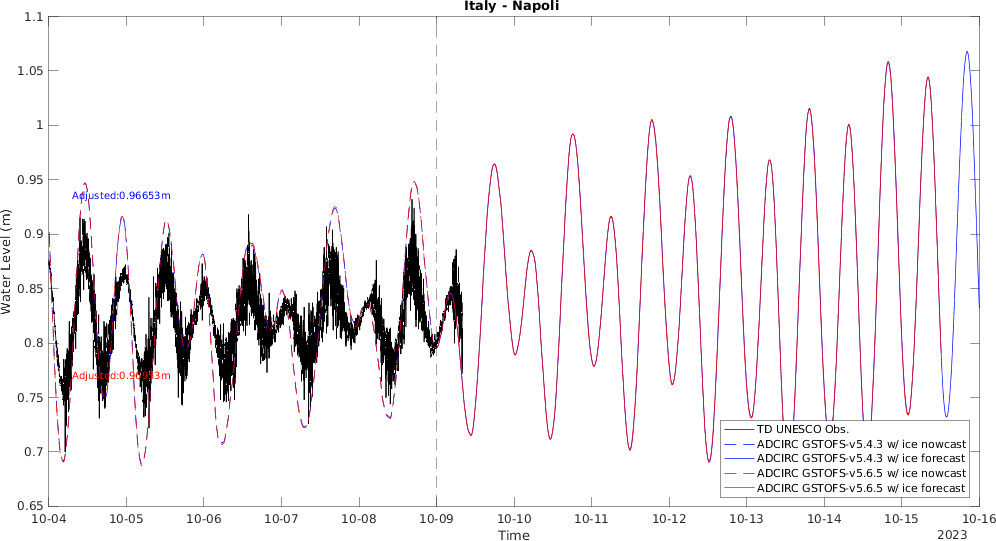 Italy - Napoli
Water Level (m)
1.1
1.05
1
0.95
0.9
0.85
0.8
0.75
0.7
0.65
Adjusted:0.96653m
Adjusted:0.96653m
TD UNESCO Obs.
ADCIRC GSTOFS-v5.4.3 w/ ice nowcast
ADCIRC GSTOFS-v5.4.3 w/ ice forecast
ADCIRC GSTOFS-v5.6.5 w/ ice nowcast
ADCIRC GSTOFS-v5.6.5 w/ ice forecast
10-04 10-05 10-06 10-07 10-08 10-09 10-10 10-11 10-12 10-13 10-14 10-15 10-16
Time
2023